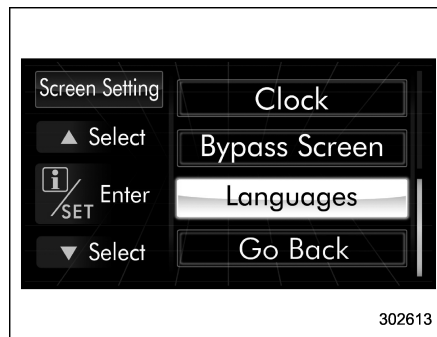 Screen Setting
▲ Select
i/SET Enter
▼ Select
Clock
Bypass Screen
Languages
Go Back
302613